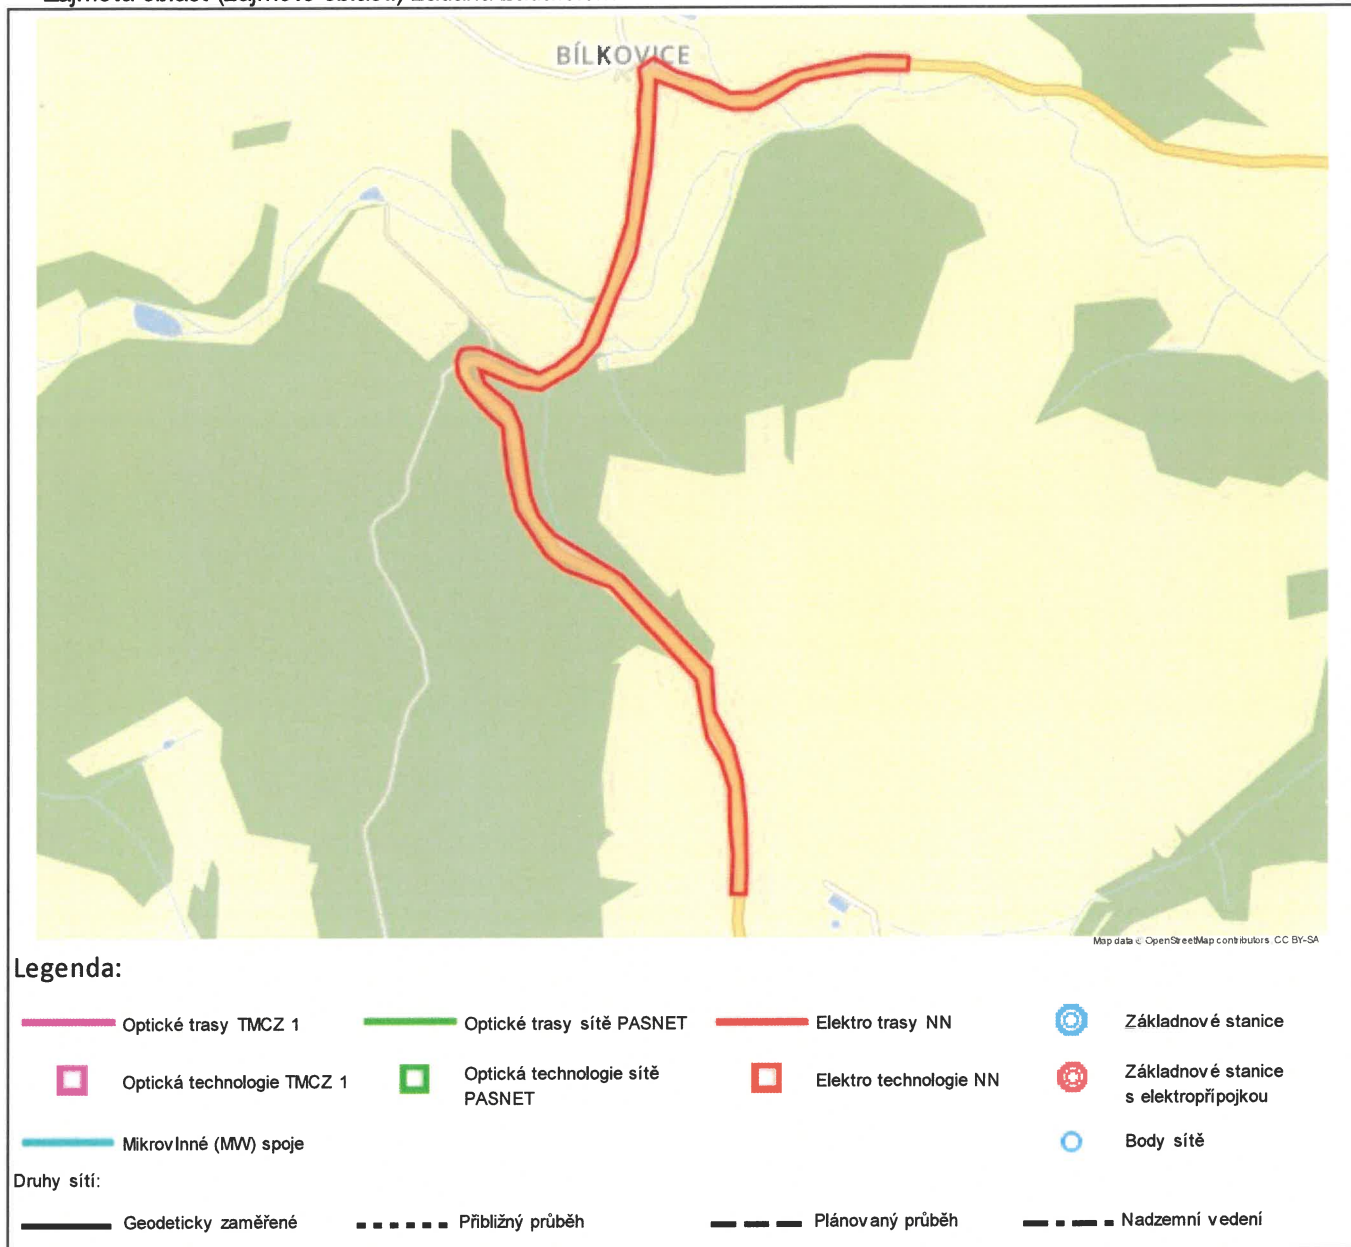 BÍLKOVICE
Map data © OpenStreetMap contributors. CC BY-SA
Legenda:
Optické trasy TMCZ 1
Optické trasy sítě PASNET
Elektro trasy NN
Základnové stanice
Optická technologie TMCZ 1
Optická technologie sítě
PASNET
Elektro technologie NN
Základnové stanice
s elektropřípojkou
Mikrovlnné (MW) spoje
Body sítě
Druhy sítí:
Geodeticky zaměřené
Přibližný průběh
Plánovaný průběh
Nadzemní vedení